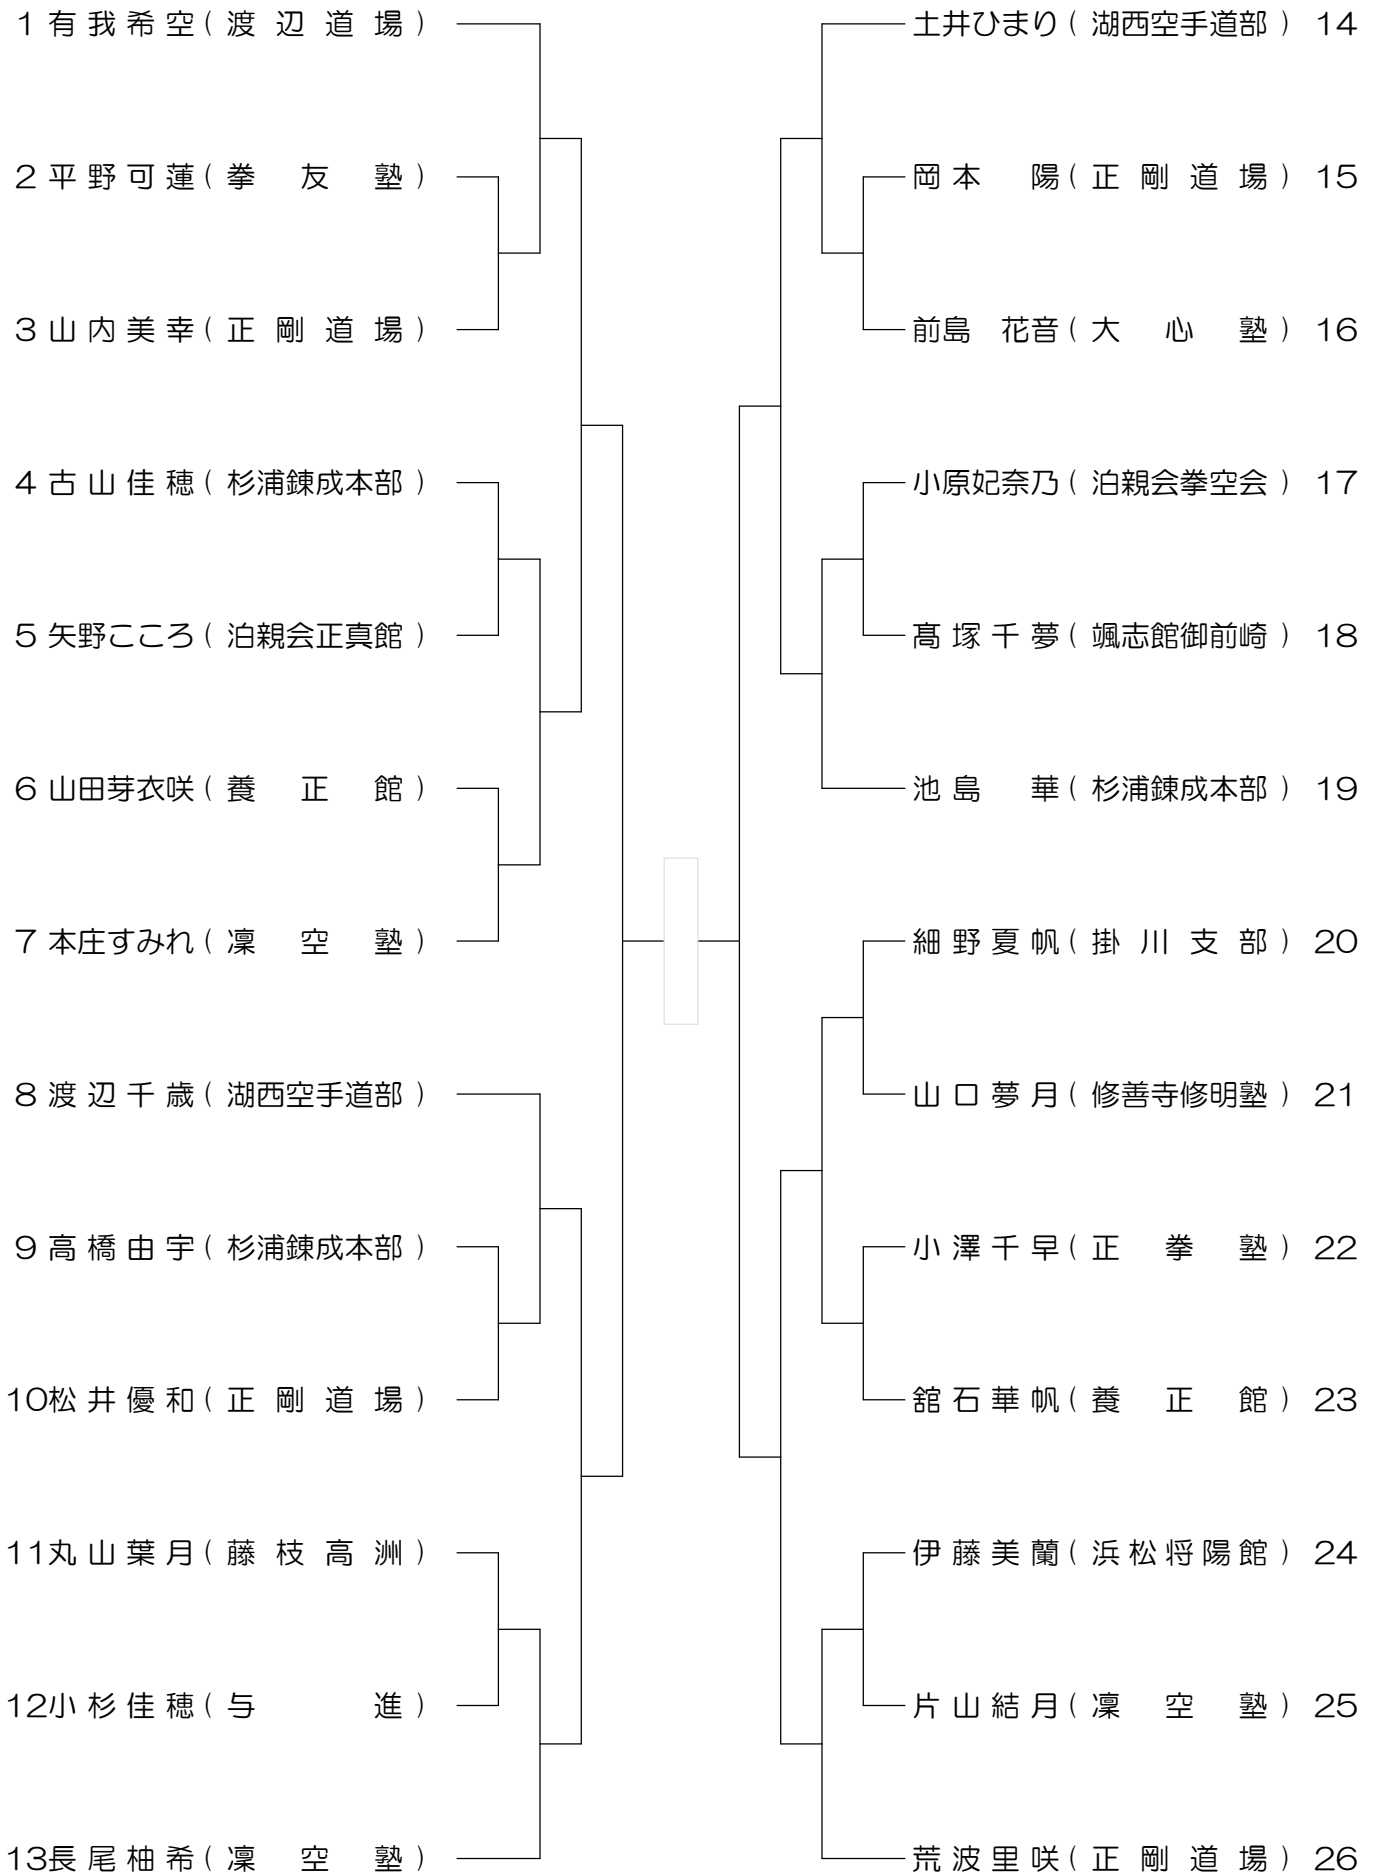 1 有我希空(渡辺道場)
2 平野可蓮(拳友塾)
3 山内美幸(正剛道場)
4 古山佳穂(杉浦錬成本部)
5 矢野こころ(泊親会正真館)
6 山田芽衣咲(養正館)
7 本庄すみれ(凜空塾)
8 渡辺千歳(湖西空手道部)
9 高橋由宇(杉浦錬成本部)
10 松井優和(正剛道場)
11 丸山葉月(藤枝高洲)
12 小杉佳穂(与進)
13 長尾柚希(凜空塾)
土井ひまり(湖西空手道部) 14
岡本 陽(正剛道場) 15
前島 花音(大心塾) 16
小原妃奈乃(泊親会拳空会) 17
髙塚千夢(颯志館御前崎) 18
池島 華(杉浦錬成本部) 19
細野夏帆(掛川支部) 20
山口夢月(修善寺修明塾) 21
小澤千早(正拳塾) 22
舘石華帆(養正館) 23
伊藤美蘭(浜松将陽館) 24
片山結月(凜空塾) 25
荒波里咲(正剛道場) 26